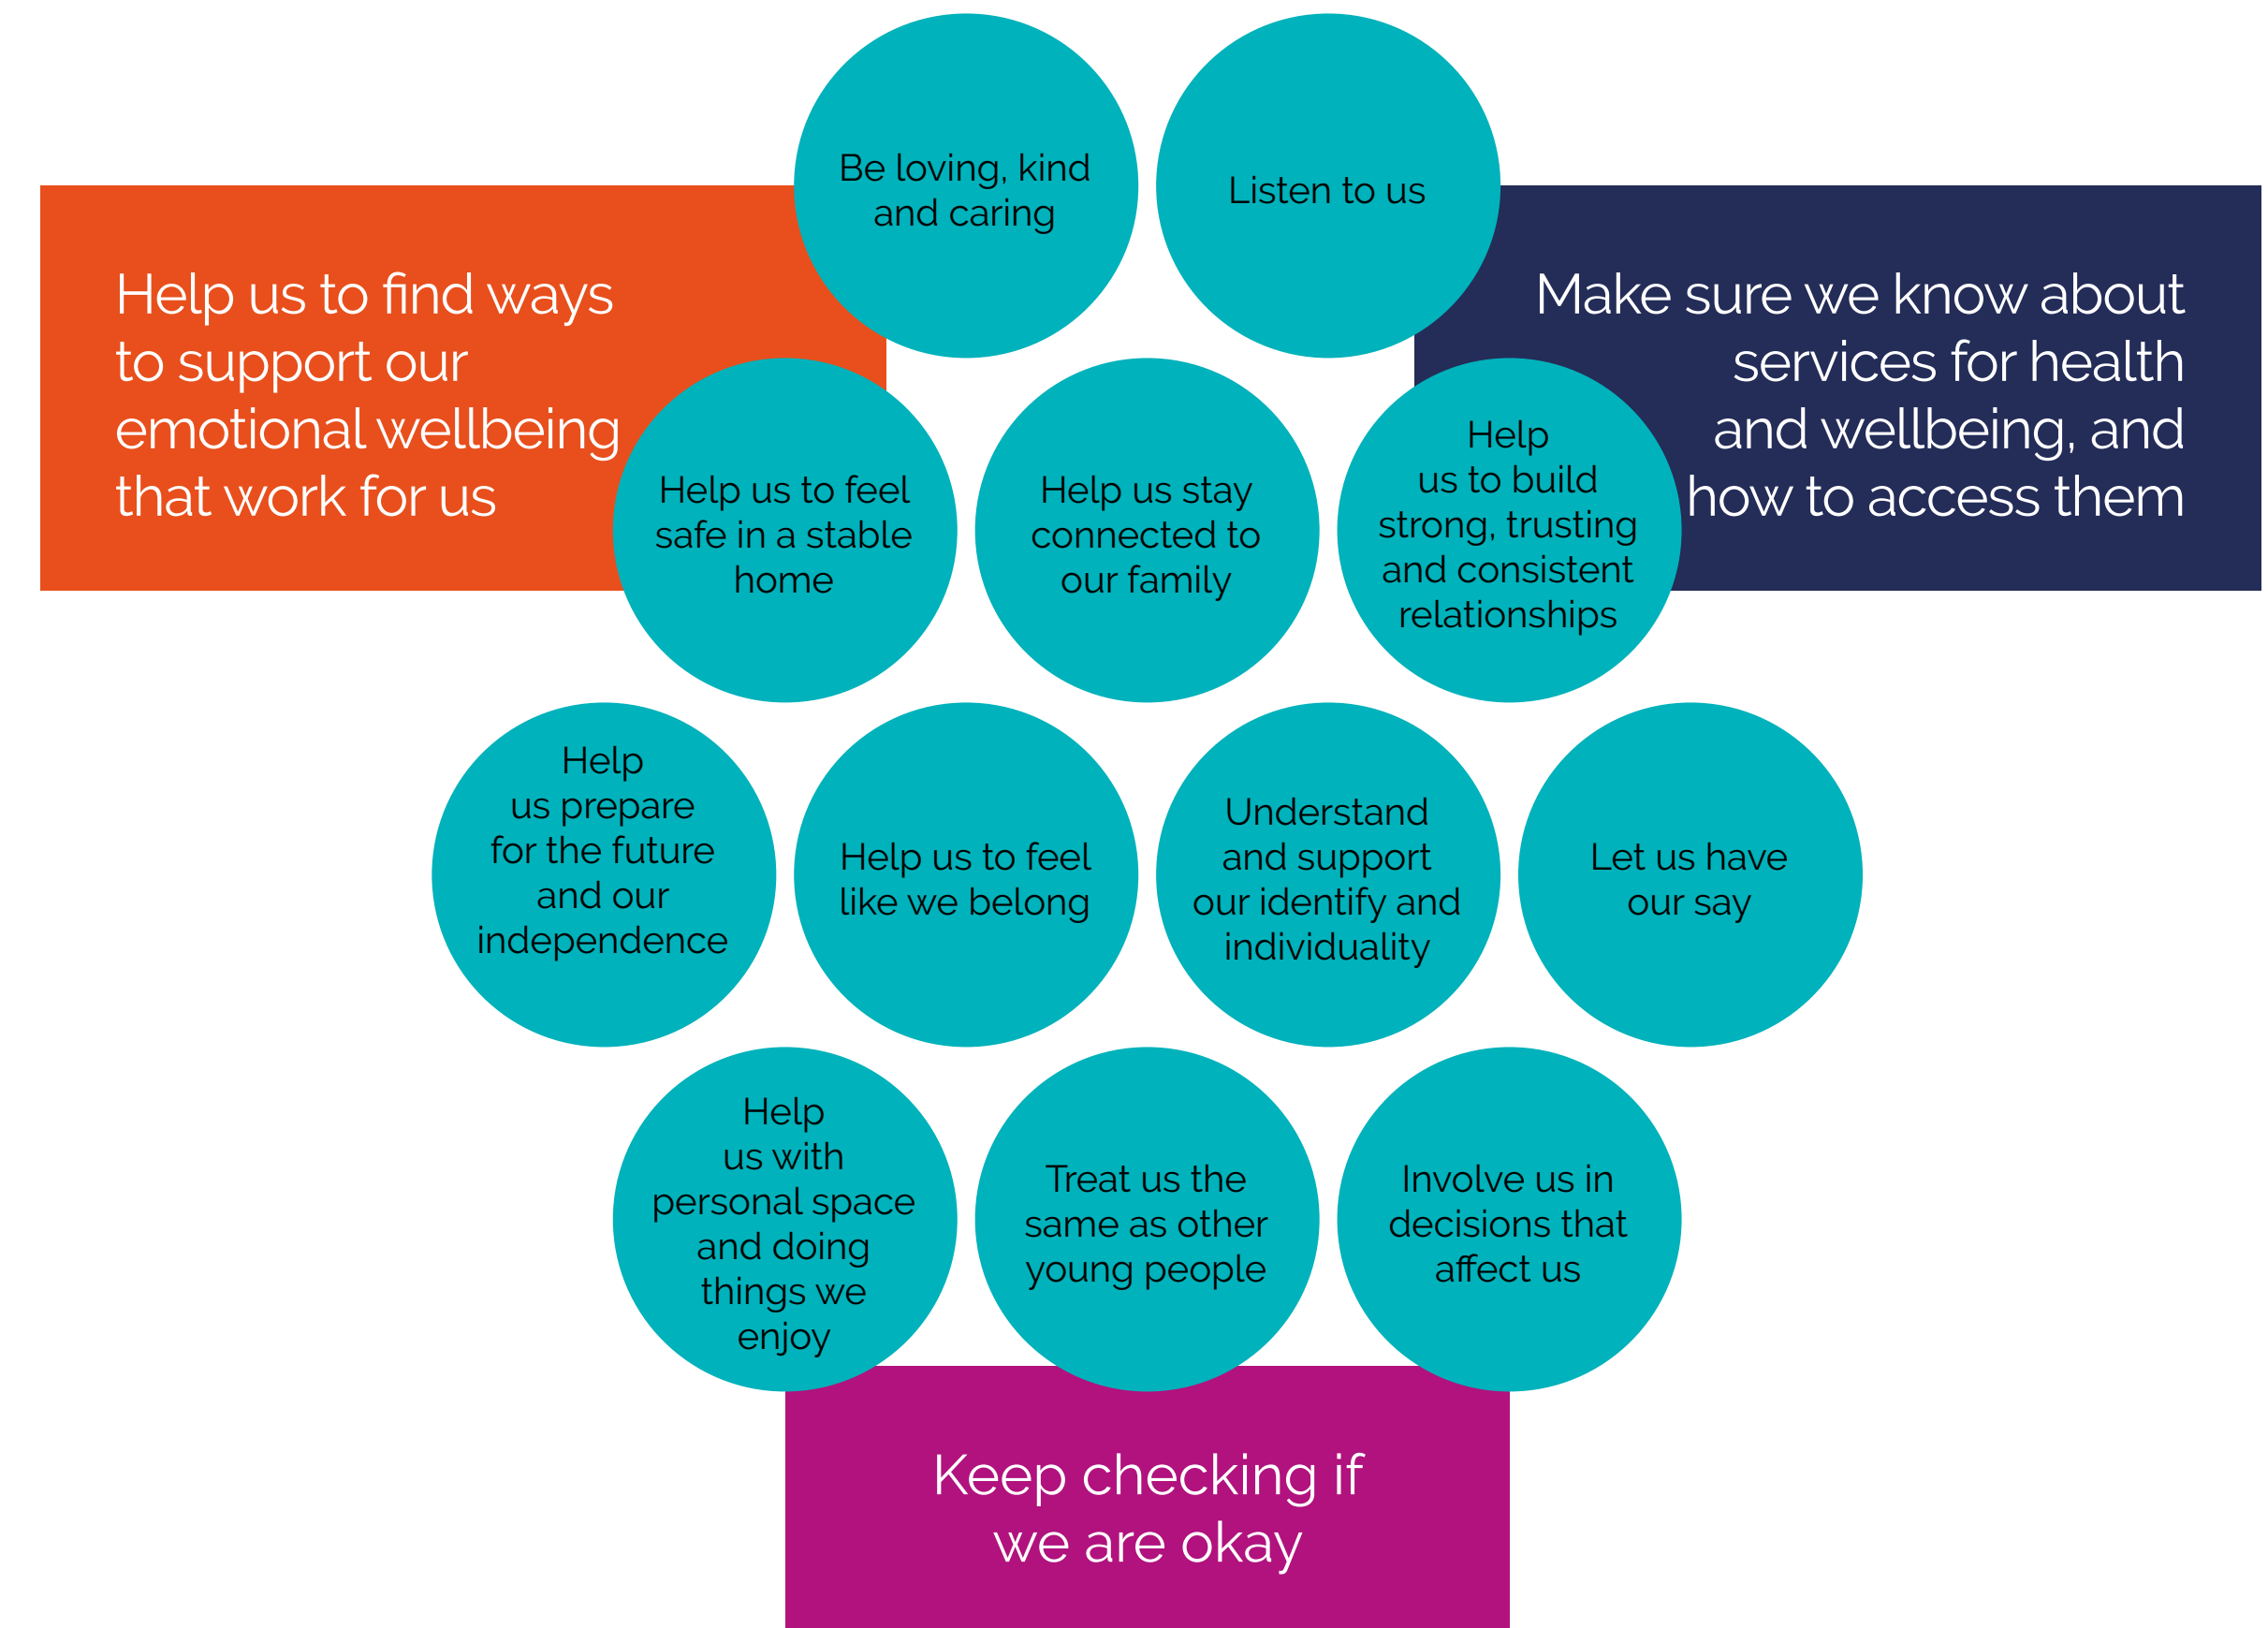 Be loving, kind
and caring
Listen to us
Help us to find ways
to support our
emotional wellbeing
that work for us
Make sure we know about
services for health
and wellbeing, and
how to access them
Help us to feel
safe in a stable
home
Help us stay
connected to
our family
Help
us to build
strong, trusting
and consistent
relationships
Help
us prepare
for the future
and our
independence
Help us to feel
like we belong
Understand
and support
our identify and
individuality
Let us have
our say
Help
us with
personal space
and doing
things we
enjoy
Treat us the
same as other
young people
Involve us in
decisions that
affect us
Keep checking if
we are okay